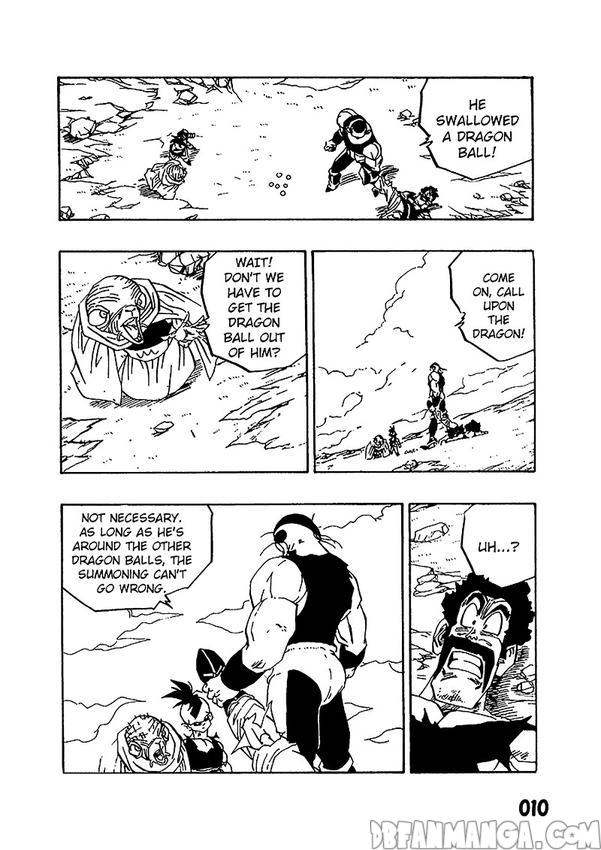 HE
SWALLOWED
A DRAGON
BALL!
WAIT!
DON'T WE
HAVE TO
GET THE
DRAGON
BALL OUT
OF HIM?
COME
ON, CALL
UPON
THE
DRAGON!
NOT NECESSARY.
AS LONG AS HE'S
AROUND THE OTHER
DRAGON BALLS, THE
SUMMONING CAN'T
GO WRONG.
UH...?
010
DBFANMANGA.COM